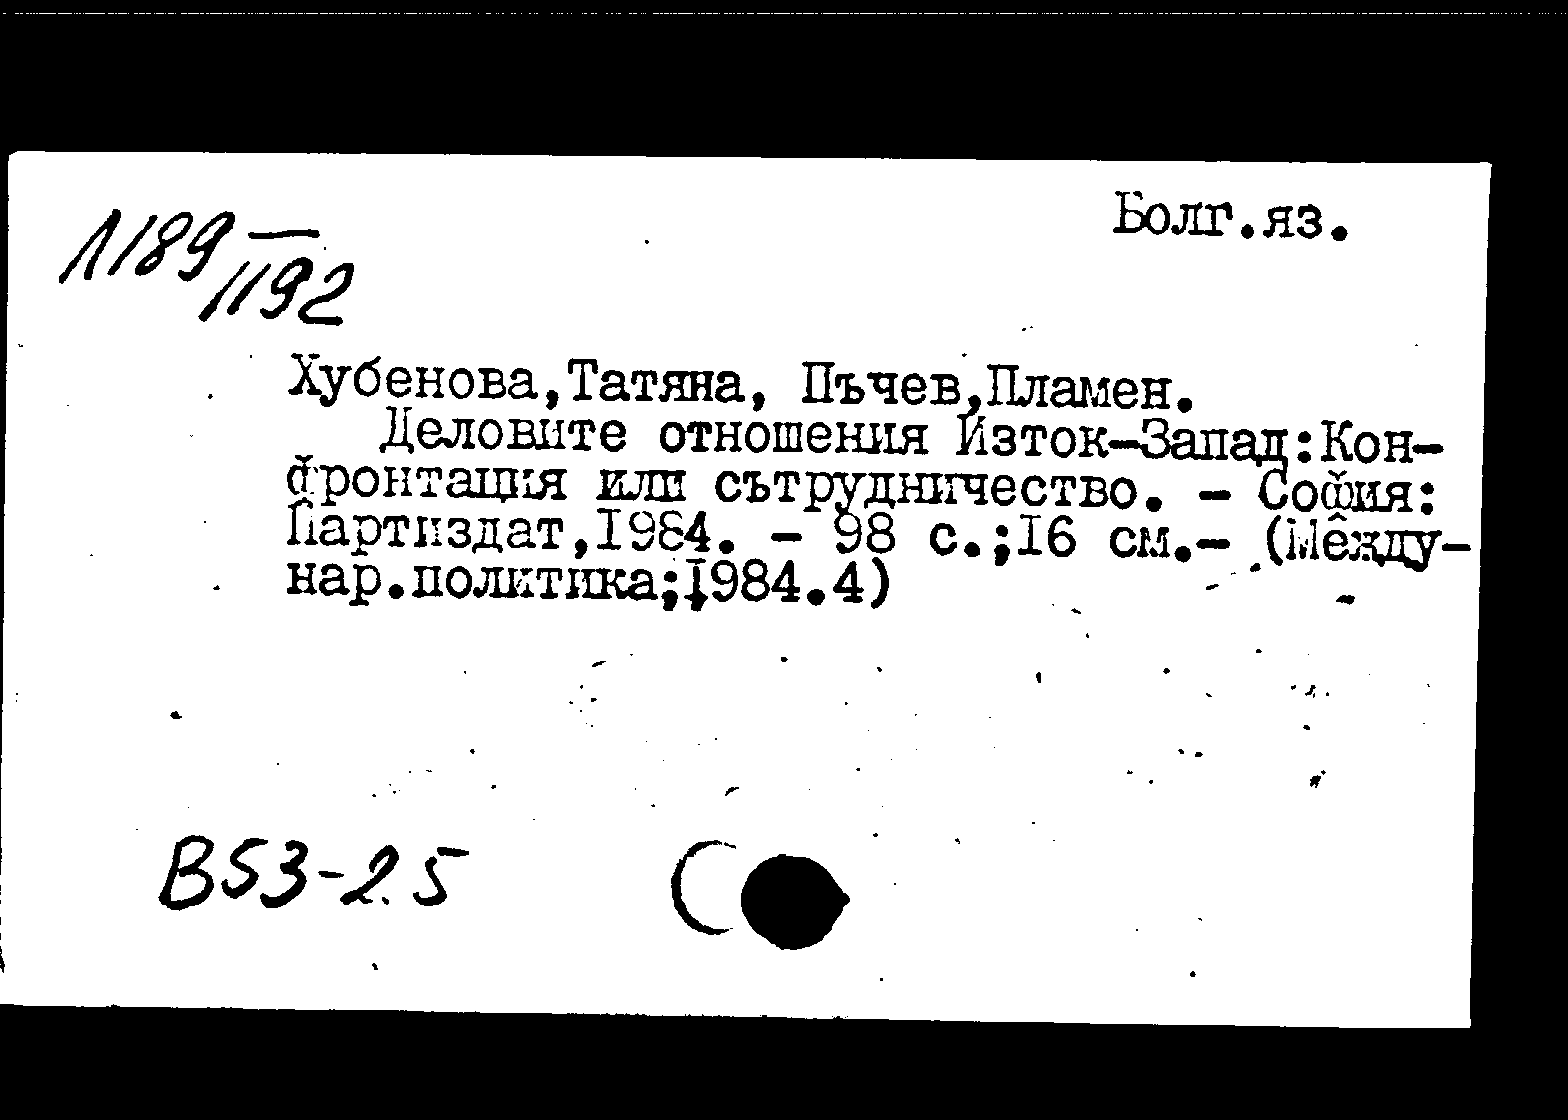 Болг.яз.
Л189
1192
Хубенова,Татяна, Пъчев,Пламен.
Деловите отношения Изток-Запад:Кон-
фронтация или сътрудничество. - София:
Партиздат,1984. - 98 с.;16 см.- (Между-
нар.политика;1984.4)
В53-2.5